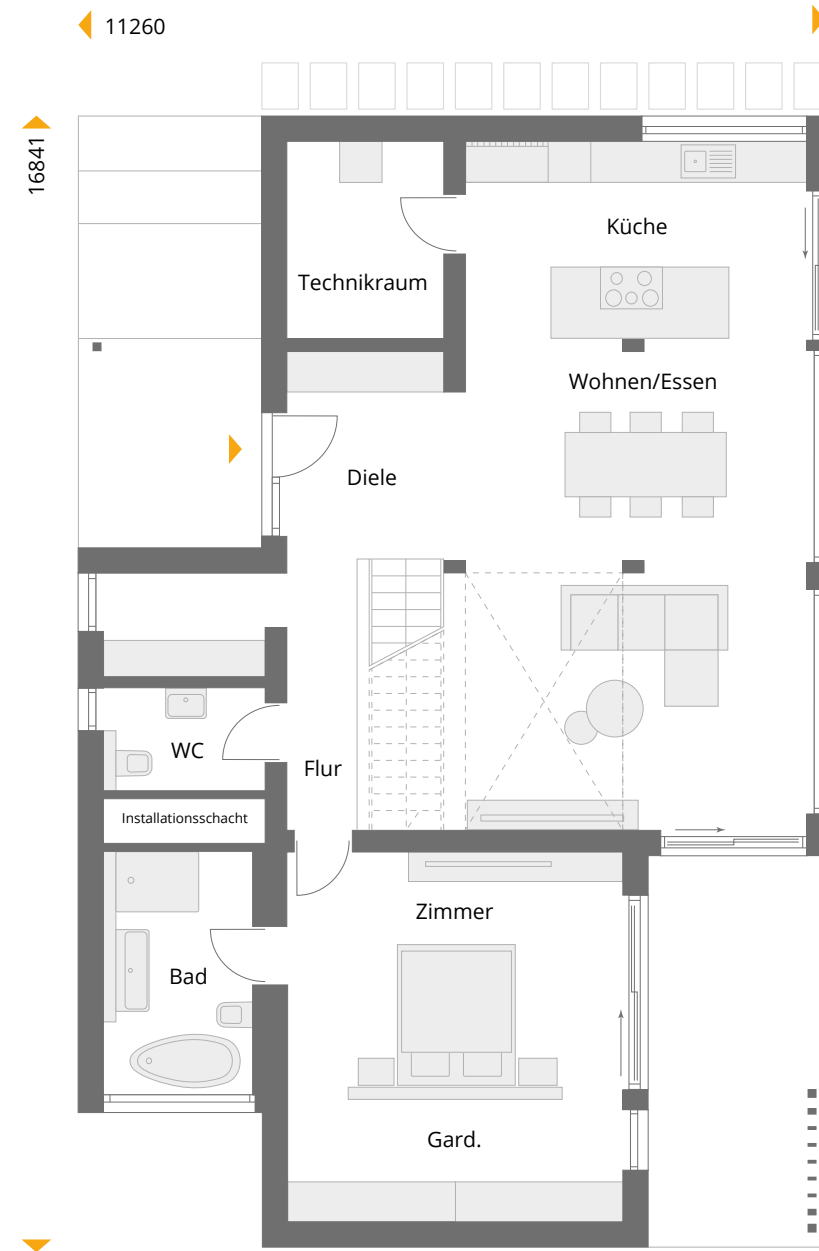 11260
16841
Küche
Technikraum
Wohnen/Essen
Diele
WC
Flur
Installationsschacht
Zimmer
Bad
Gard.